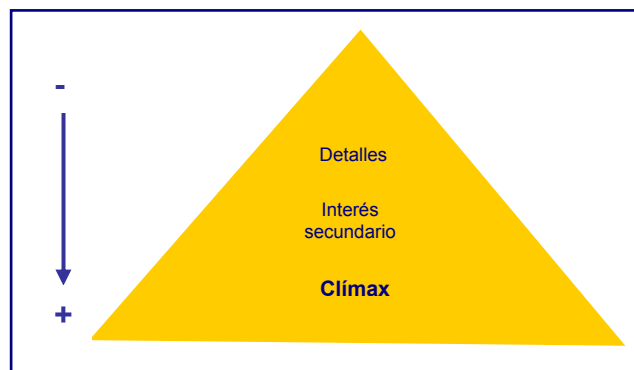 -
Detalles
Interés
secundario
Clímax
+